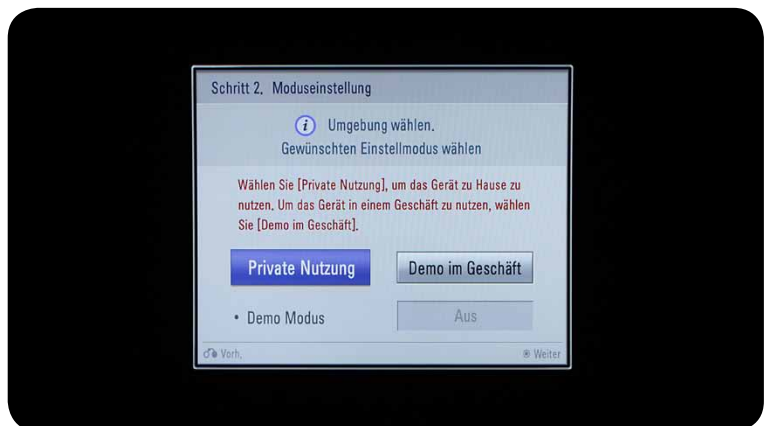 Schritt 2. Moduseinstellung
i Umgebung wählen.
Gewünschten Einstellmodus wählen
Wählen Sie [Private Nutzung], um das Gerät zu Hause zu
nutzen. Um das Gerät in einem Geschäft zu nutzen, wählen
Sie [Demo im Geschäft].
Private Nutzung Demo im Geschäft
• Demo Modus Aus
Vorh. Weiter